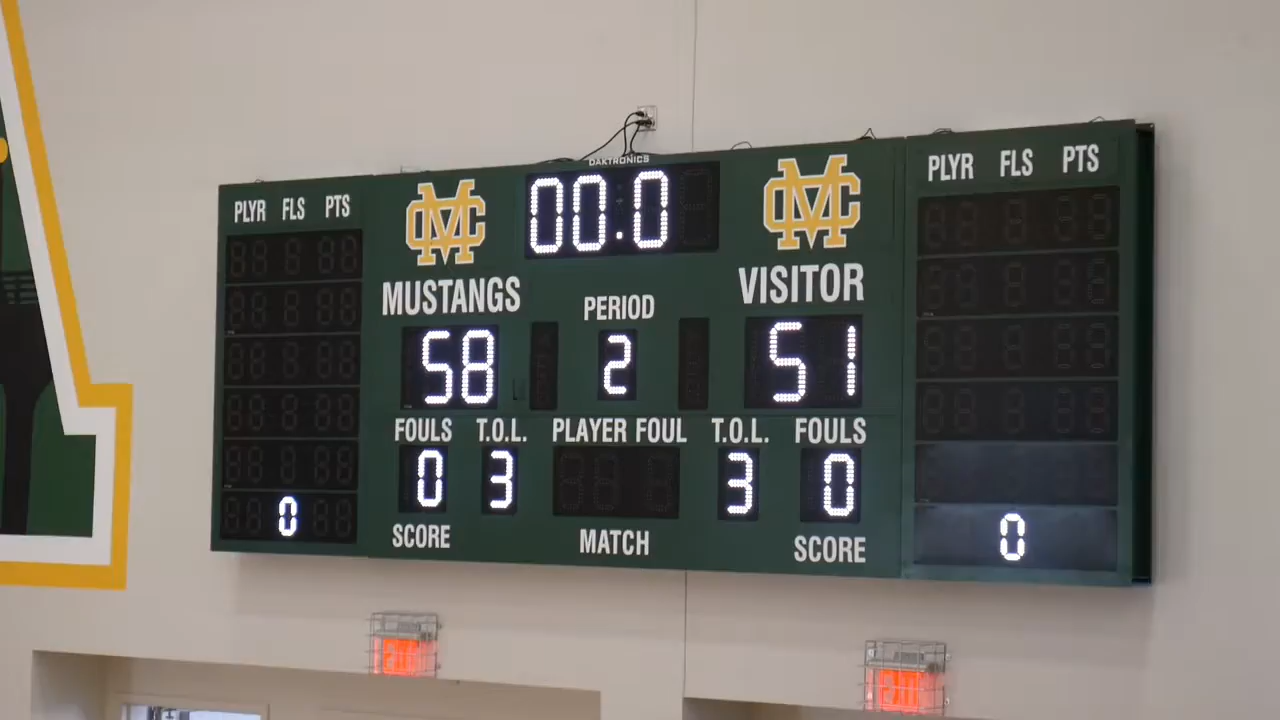 DAKTRONICS
PLYR FLS PTS
MC 00.0 MC
PLYR FLS PTS
MUSTANGS PERIOD VISITOR
58 2 51
FOULS T.O.L. PLAYER FOUL T.O.L. FOULS
0 3 3 0
SCORE MATCH SCORE
0 0
EXIT EXIT